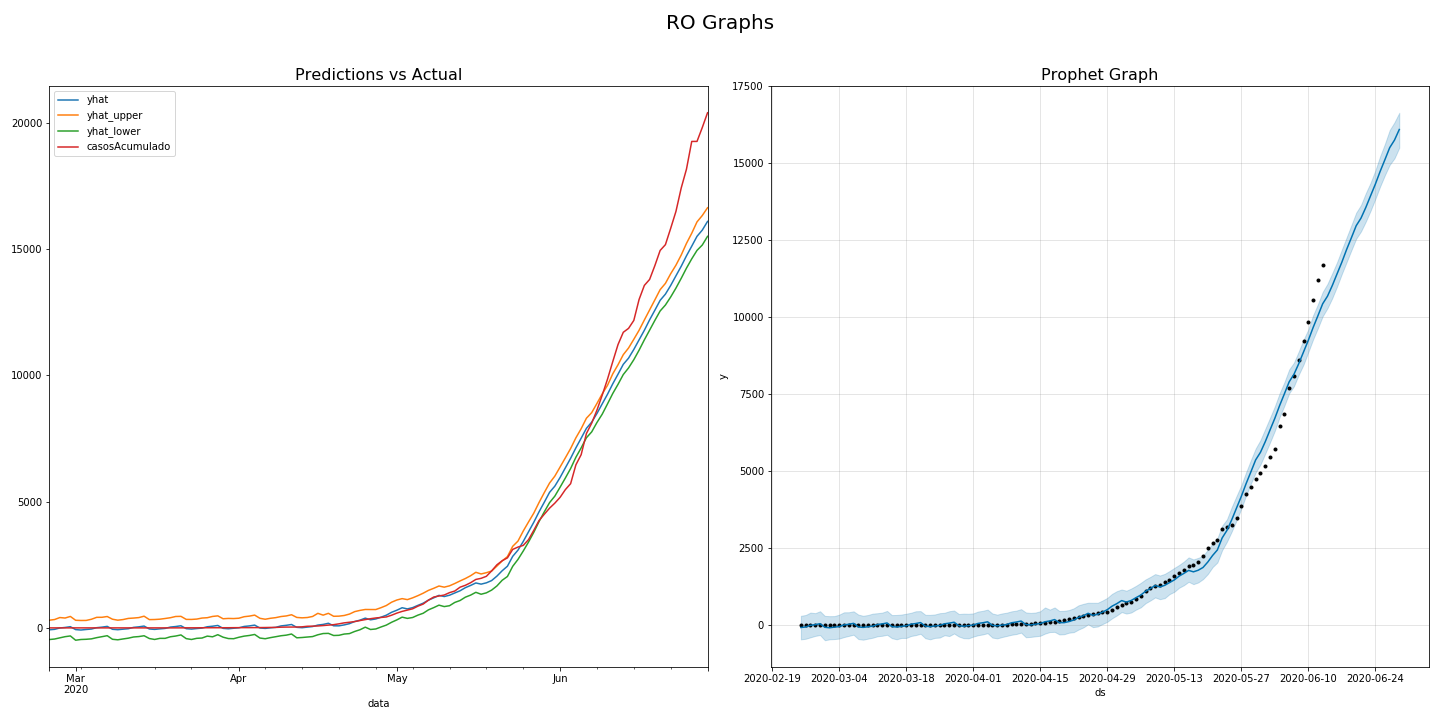 RO Graphs
Predictions vs Actual
yhat
yhat_upper
yhat_lower
casosAcumulado
20000
15000
10000
5000
0
Mar
2020
Apr
May
Jun
data
Prophet Graph
17500
15000
12500
10000
7500
5000
2500
0
y
2020-02-19
2020-03-04
2020-03-18
2020-04-01
2020-04-15
2020-04-29
2020-05-13
2020-05-27
2020-06-10
2020-06-24
ds